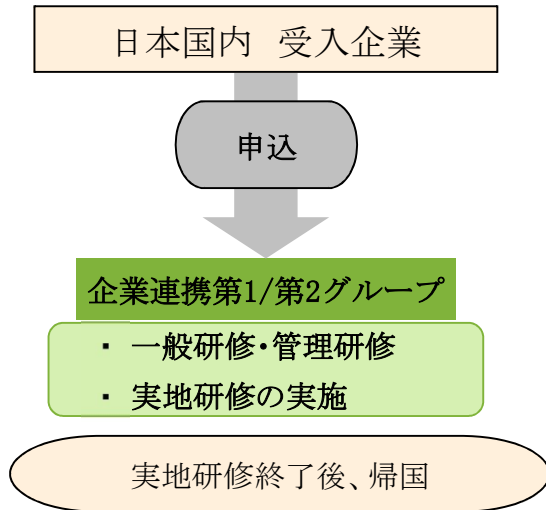 日本国内　受入企業
申込
企業連携第1/第2グループ
・ 一般研修・管理研修
・ 実地研修の実施
実地研修終了後、帰国